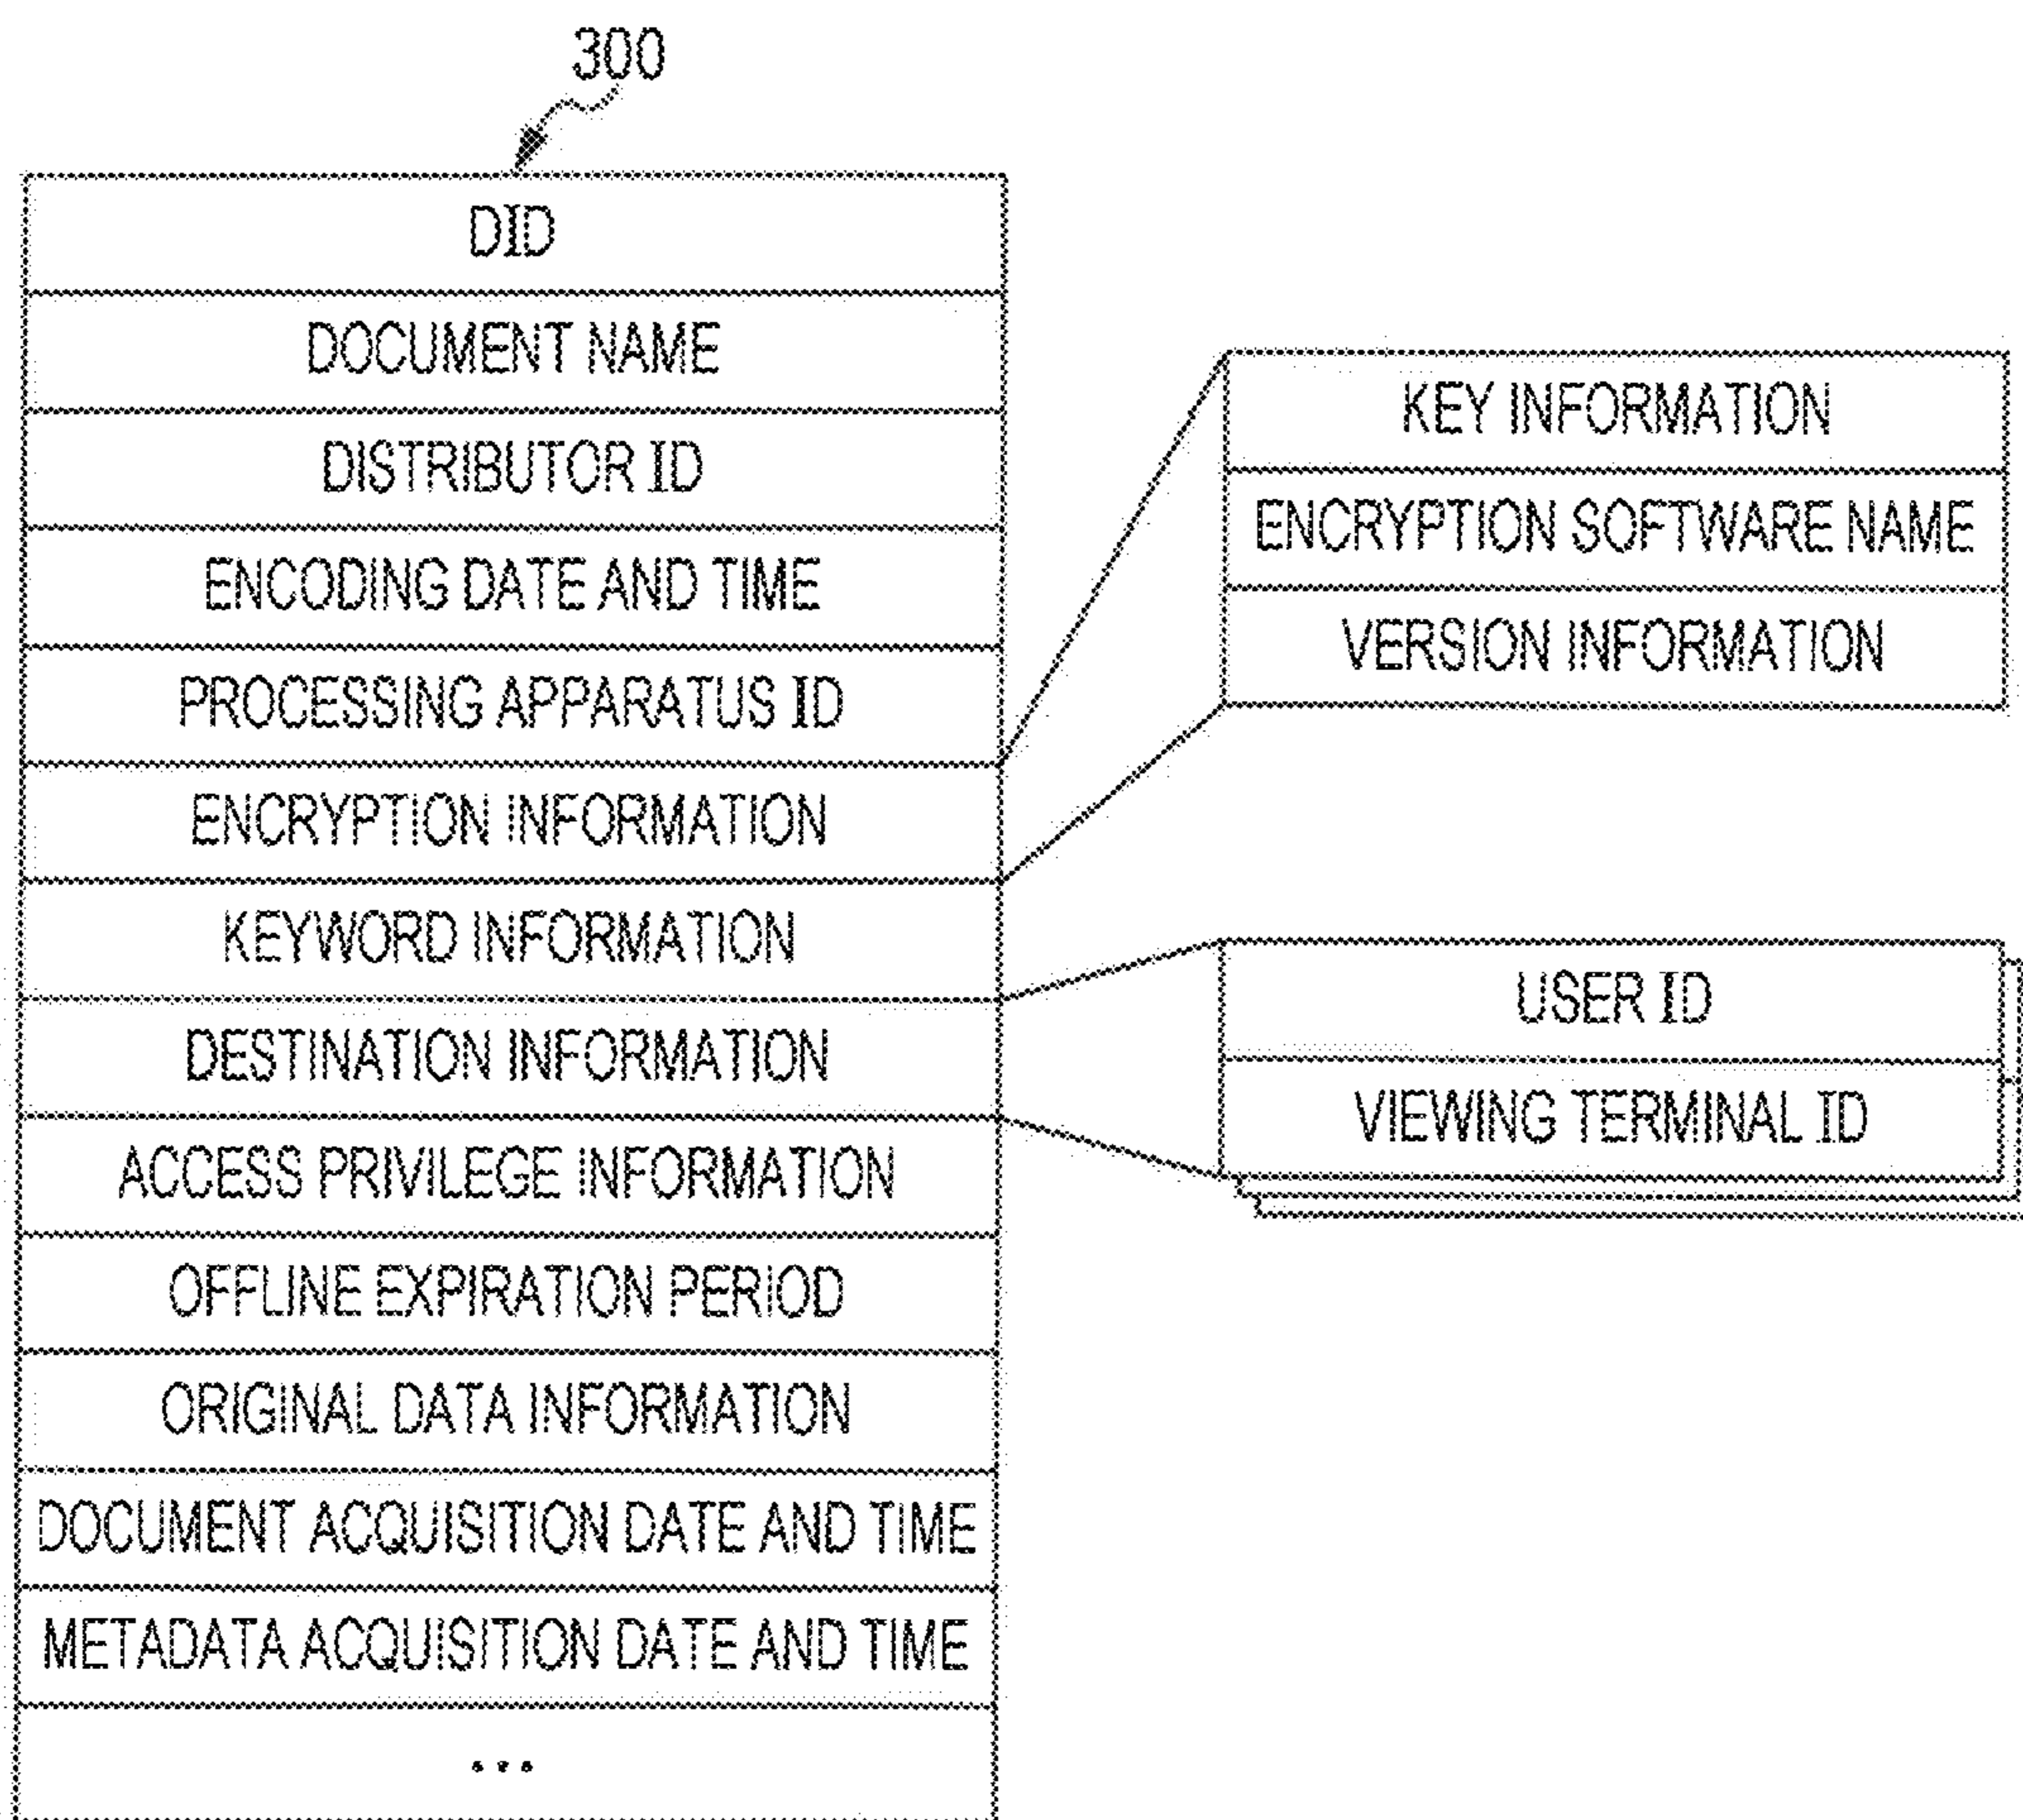 300
DID
DOCUMENT NAME
DISTRIBUTOR ID
ENCODING DATE AND TIME
PROCESSING APPARATUS ID
ENCRYPTION INFORMATION
KEYWORD INFORMATION
DESTINATION INFORMATION
ACCESS PRIVILEGE INFORMATION
OFFLINE EXPIRATION PERIOD
ORIGINAL DATA INFORMATION
DOCUMENT ACQUISITION DATE AND TIME
METADATA ACQUISITION DATE AND TIME
...
KEY INFORMATION
ENCRYPTION SOFTWARE NAME
VERSION INFORMATION
USER ID
VIEWING TERMINAL ID